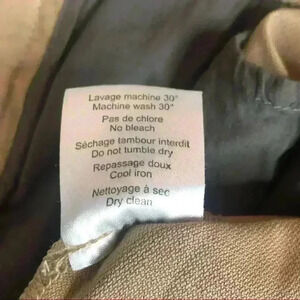 Lavage machine 30°
Machine wash 30°
Pas de chlore
No bleach
Séchage tambour interdit
Do not tumble dry
Repassage doux
Cool iron
Nettoyage à sec
Dry clean